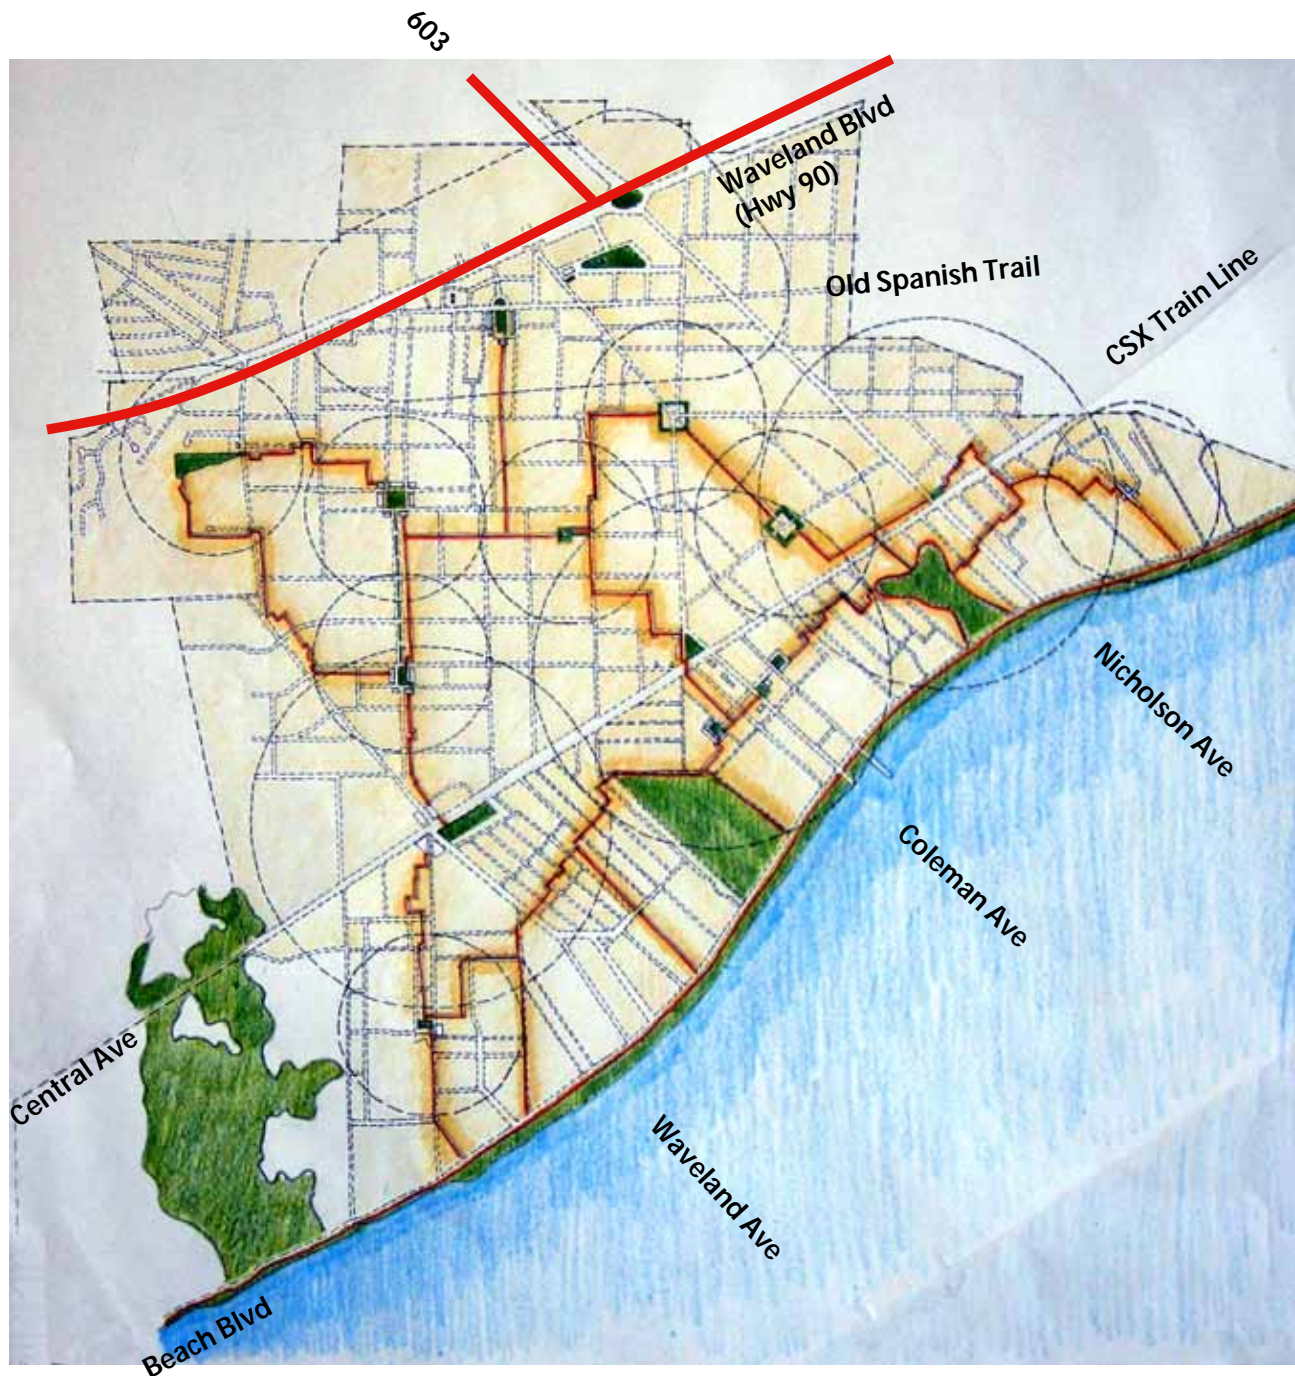 603
Waveland Blvd
(Hwy 90)
Old Spanish Trail
CSX Train Line
Nicholson Ave
Coleman Ave
Central Ave
Waveland Ave
Beach Blvd